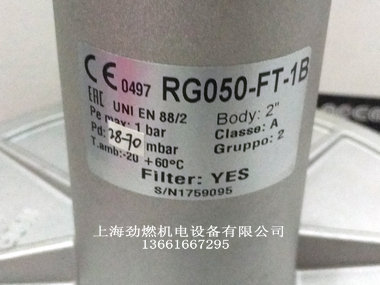 CE 0497 RG050-FT-1B
EAC UNI EN 88/2 Body: 2"
Pe max: 1 bar Classe: A
Pd: 28-70 mbar Gruppo: 2
T.amb:-20 +60°C
Filter: YES
S/N1759095
上海劲燃机电设备有限公司
13661667295